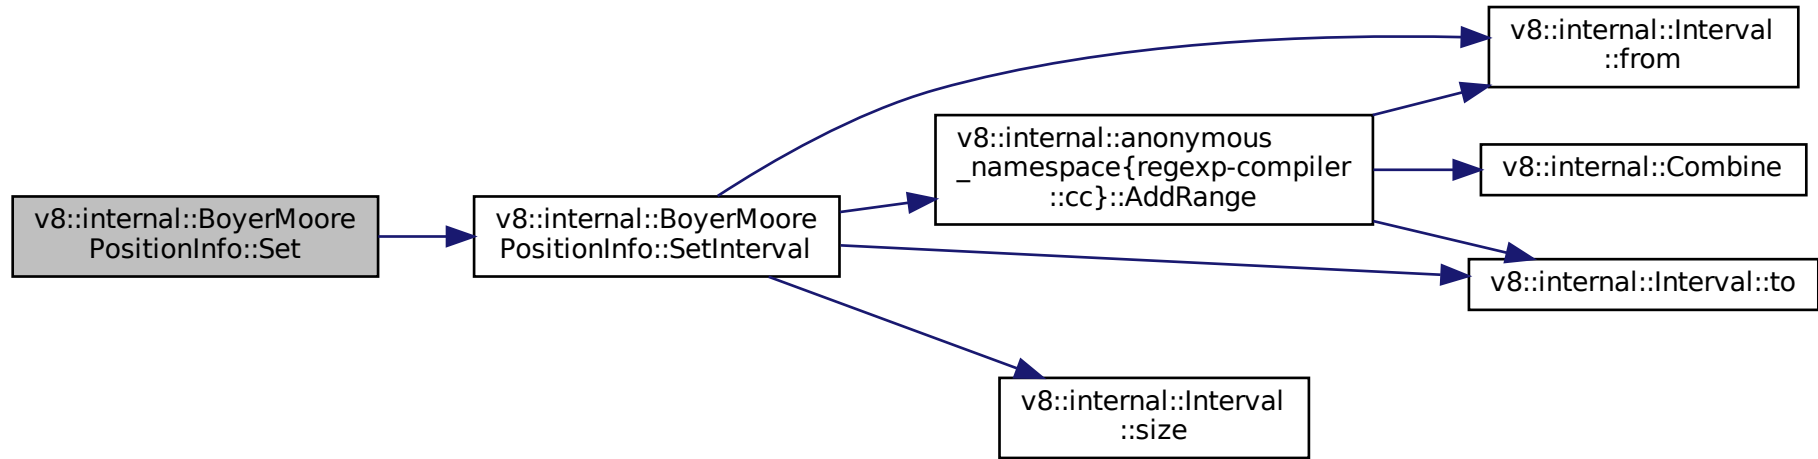 v8::internal::BoyerMoore
PositionInfo::Set
v8::internal::BoyerMoore
PositionInfo::SetInterval
v8::internal::Interval
::from
v8::internal::anonymous
_namespace{regexp-compiler
::cc}::AddRange
v8::internal::Combine
v8::internal::Interval::to
v8::internal::Interval
::size